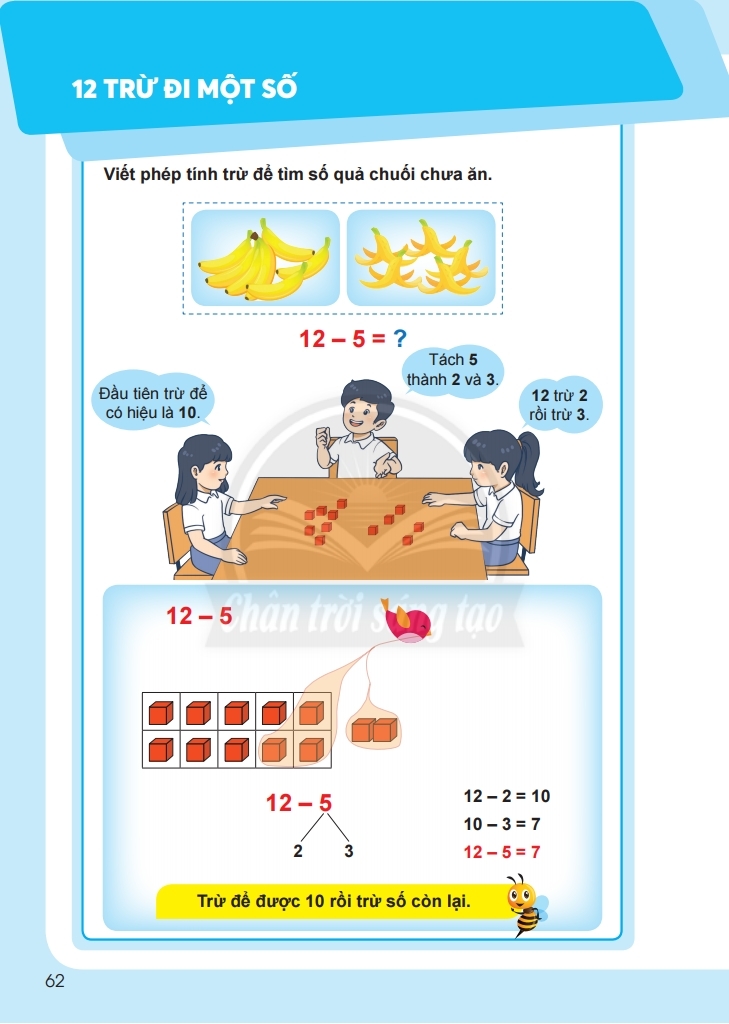 12 TRỪ ĐI MỘT SỐ
Viết phép tính trừ để tìm số quả chuối chưa ăn.
12 – 5 = ?
Tách 5
thành 2 và 3.
Đầu tiên trừ để
có hiệu là 10.
12 trừ 2
rồi trừ 3.
Chân trời sáng tạo
12 – 5
12 – 5
2 3
12 – 2 = 10
10 – 3 = 7
12 – 5 = 7
Trừ để được 10 rồi trừ số còn lại.
62